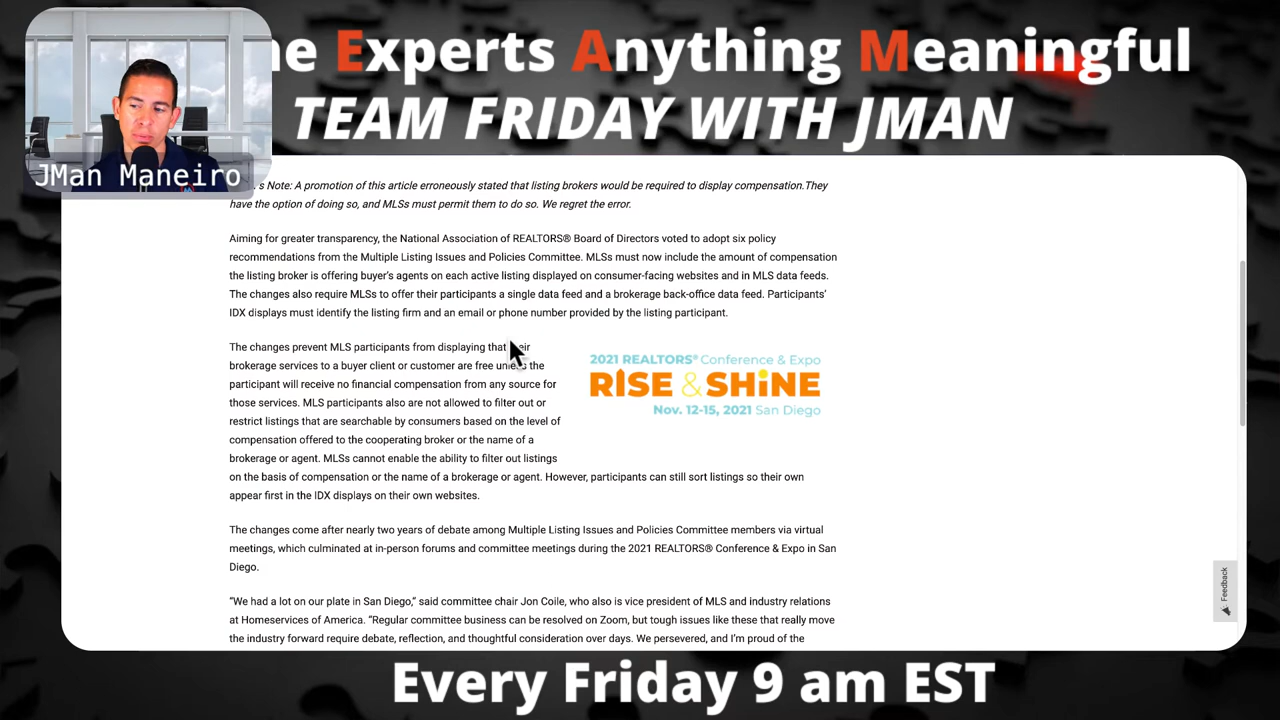 ne Experts Anything Meaningful
TEAM FRIDAY WITH JMAN
JMan Maneiro
s Note: A promotion of this article erroneously stated that listing brokers would be required to display compensation.They
have the option of doing so, and MLSs must permit them to do so. We regret the error.
Aiming for greater transparency, the National Association of REALTORS® Board of Directors voted to adopt six policy
recommendations from the Multiple Listing Issues and Policies Committee. MLSs must now include the amount of compensation
the listing broker is offering buyer's agents on each active listing displayed on consumer-facing websites and in MLS data feeds.
The changes also require MLSs to offer their participants a single data feed and a brokerage back-office data feed. Participants'
IDX displays must identify the listing firm and an email or phone number provided by the listing participant.
The changes prevent MLS participants from displaying that their
brokerage services to a buyer client or customer are free unless the
participant will receive no financial compensation from any source for
those services. MLS participants also are not allowed to filter out or
restrict listings that are searchable by consumers based on the level of
compensation offered to the cooperating broker or the name of a
brokerage or agent. MLSs cannot enable the ability to filter out listings
on the basis of compensation or the name of a brokerage or agent. However, participants can still sort listings so their own
appear first in the IDX displays on their own websites.
2021 REALTORS® Conference & Expo
RISE & SHINE
Nov. 12-15, 2021 San Diego
The changes come after nearly two years of debate among Multiple Listing Issues and Policies Committee members via virtual
meetings, which culminated at in-person forums and committee meetings during the 2021 REALTORS® Conference & Expo in San
Diego.
“We had a lot on our plate in San Diego,” said committee chair Jon Coile, who also is vice president of MLS and industry relations
at Homeservices of America. “Regular committee business can be resolved on Zoom, but tough issues like these that really move
the industry forward require debate, reflection, and thoughtful consideration over days. We persevered, and I’m proud of the
Feedback
Every Friday 9 am EST